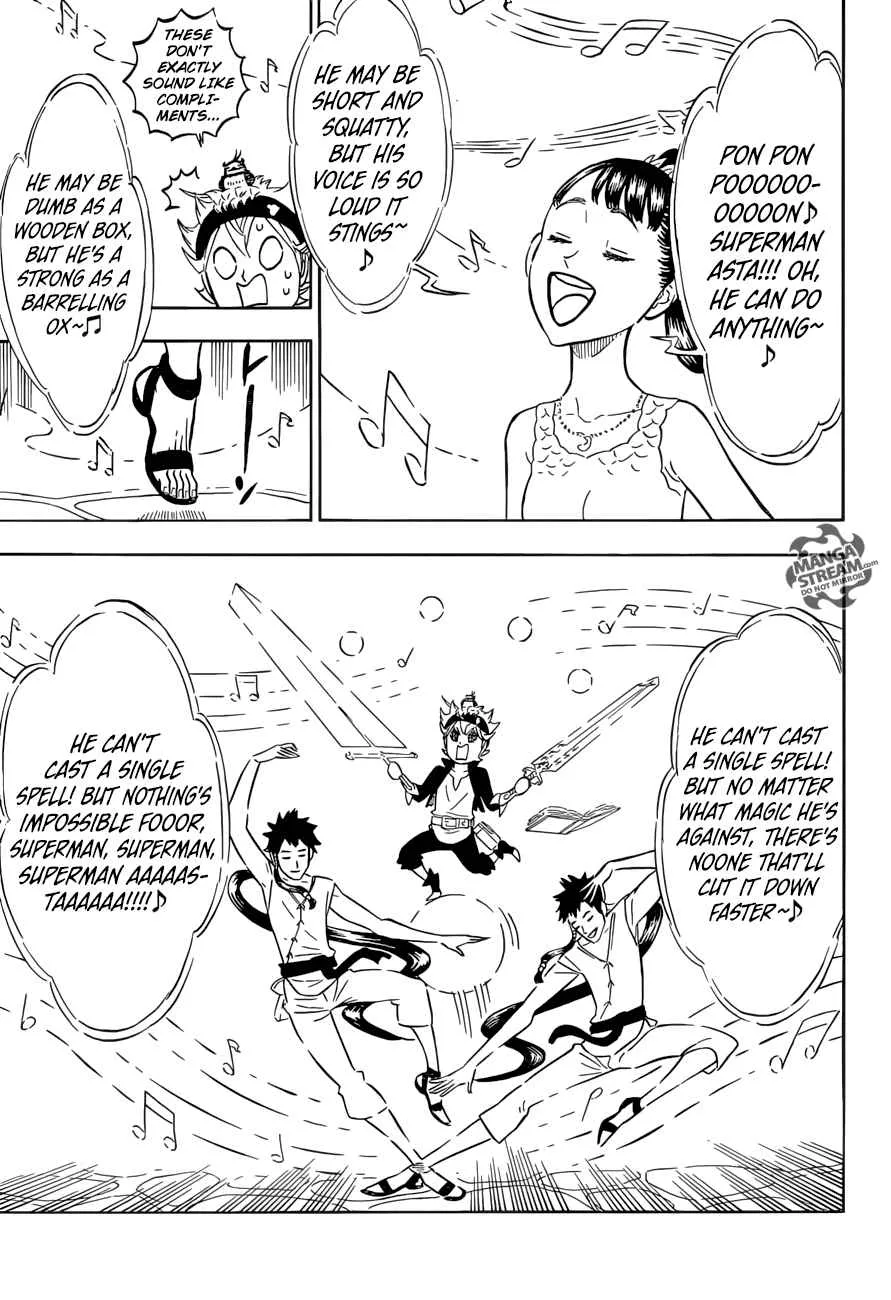 PON PON
POOOOOO-
OOOOON♪
SUPERMAN
ASTA!!! OH,
HE CAN DO
ANYTHING~
♪
HE MAY BE
SHORT AND
SQUATTY,
BUT HIS
VOICE IS SO
LOUD IT
STINGS~
♪
THESE
DON'T
EXACTLY
SOUND LIKE
COMPLI-
MENTS...
HE MAY BE
DUMB AS A
WOODEN BOX,
BUT HE'S A
STRONG AS A
BARRELLING
OX~♫
トン
MANGA
STREAM.com
DO NOT MIRROR!
HE CAN'T CAST
A SINGLE SPELL!
BUT NO MATTER
WHAT MAGIC HE'S
AGAINST, THERE'S
NOONE THAT'LL
CUT IT DOWN
FASTER~♪
HE CAN'T
CAST A SINGLE
SPELL! BUT NOTHING'S
IMPOSSIBLE FOOOR,
SUPERMAN, SUPERMAN,
SUPERMAN AAAAAS-
TAAAAAA!!!!♪